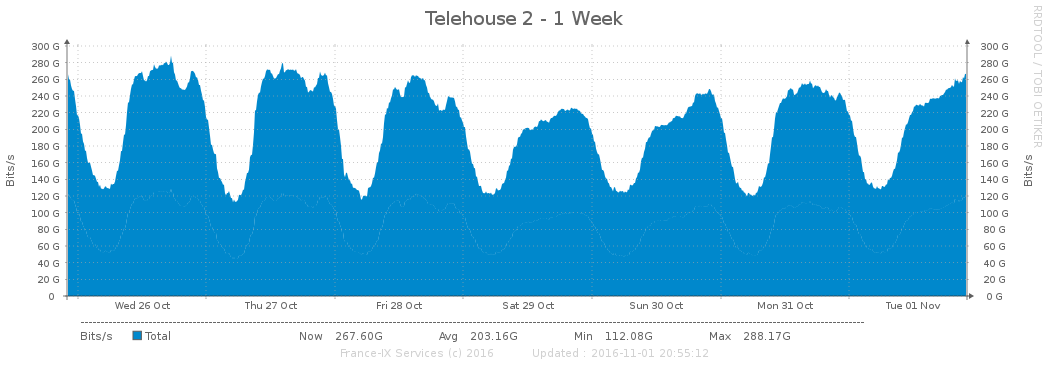 Telehouse 2 - 1 Week
RRDTOOL / TOBI OETIKER
Bits/s
300 G
280 G
260 G
240 G
220 G
200 G
180 G
160 G
140 G
120 G
100 G
80 G
60 G
40 G
20 G
0
300 G
280 G
260 G
240 G
220 G
200 G
180 G
160 G
140 G
120 G
100 G
80 G
60 G
40 G
20 G
0 G
Bits/s
Wed 26 Oct Thu 27 Oct Fri 28 Oct Sat 29 Oct Sun 30 Oct Mon 31 Oct Tue 01 Nov
Bits/s Total Now 267.60G Avg 203.16G Min 112.08G Max 288.17G
France-IX Services (c) 2016 Updated : 2016-11-01 20:55:12